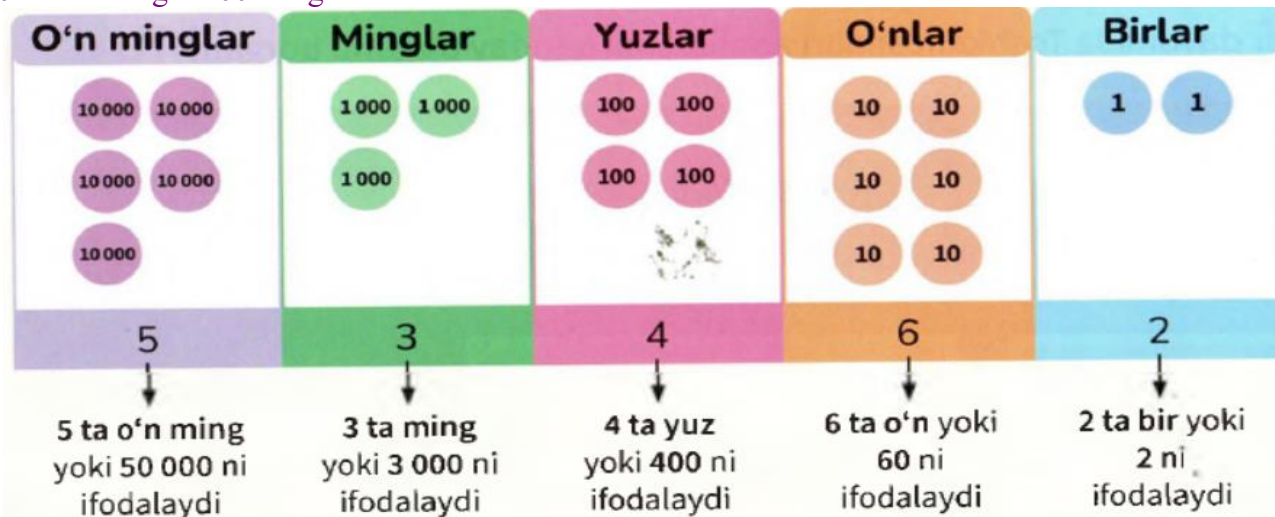 O‘n minglar
Minglar
Yuzlar
O‘nlar
Birlar
10 000 10 000
10 000 10 000
10 000
1 000 1 000
1 000
100 100
100 100
10 10
10 10
10 10
1 1
5
3
4
6
2
5 ta o‘n ming
yoki 50 000 ni
ifodalaydi
3 ta ming
yoki 3 000 ni
ifodalaydi
4 ta yuz
yoki 400 ni
ifodalaydi
6 ta o‘n yoki
60 ni
ifodalaydi
2 ta bir yoki
2 ni
ifodalaydi